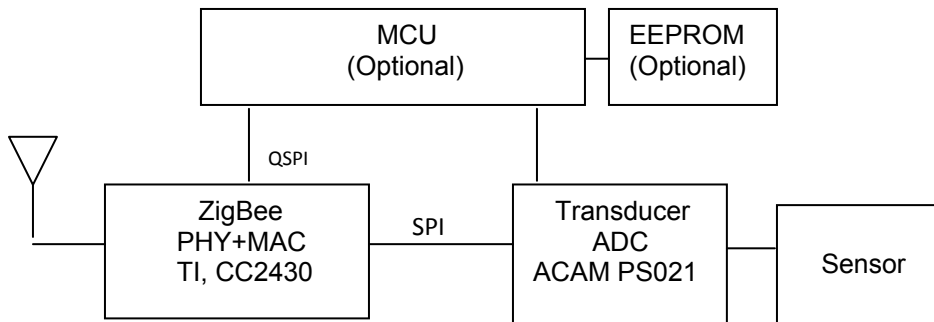 MCU
(Optional)
EEPROM
(Optional)
QSPI
ZigBee
PHY+MAC
TI, CC2430
SPI
Transducer
ADC
ACAM PS021
Sensor